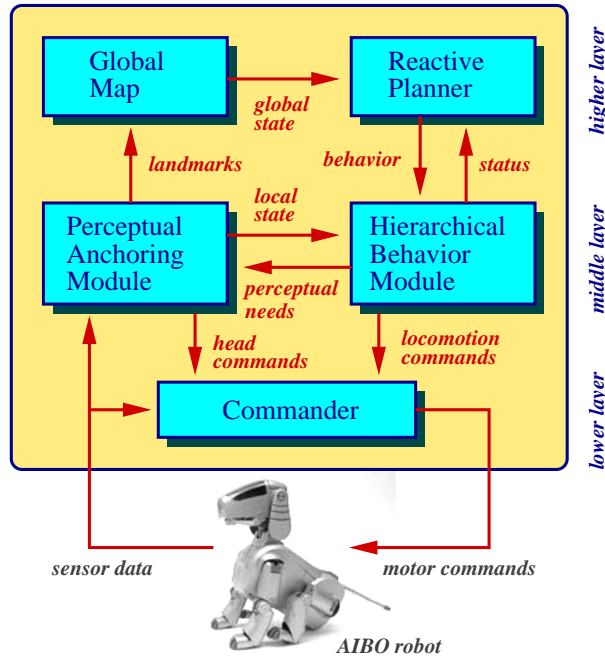 Global
Map
Reactive
Planner
global
state
landmarks
behavior
status
local
state
Perceptual
Anchoring
Module
Hierarchical
Behavior
Module
perceptual
needs
head
commands
locomotion
commands
Commander
sensor data
motor commands
AIBO robot
higher layer
middle layer
lower layer